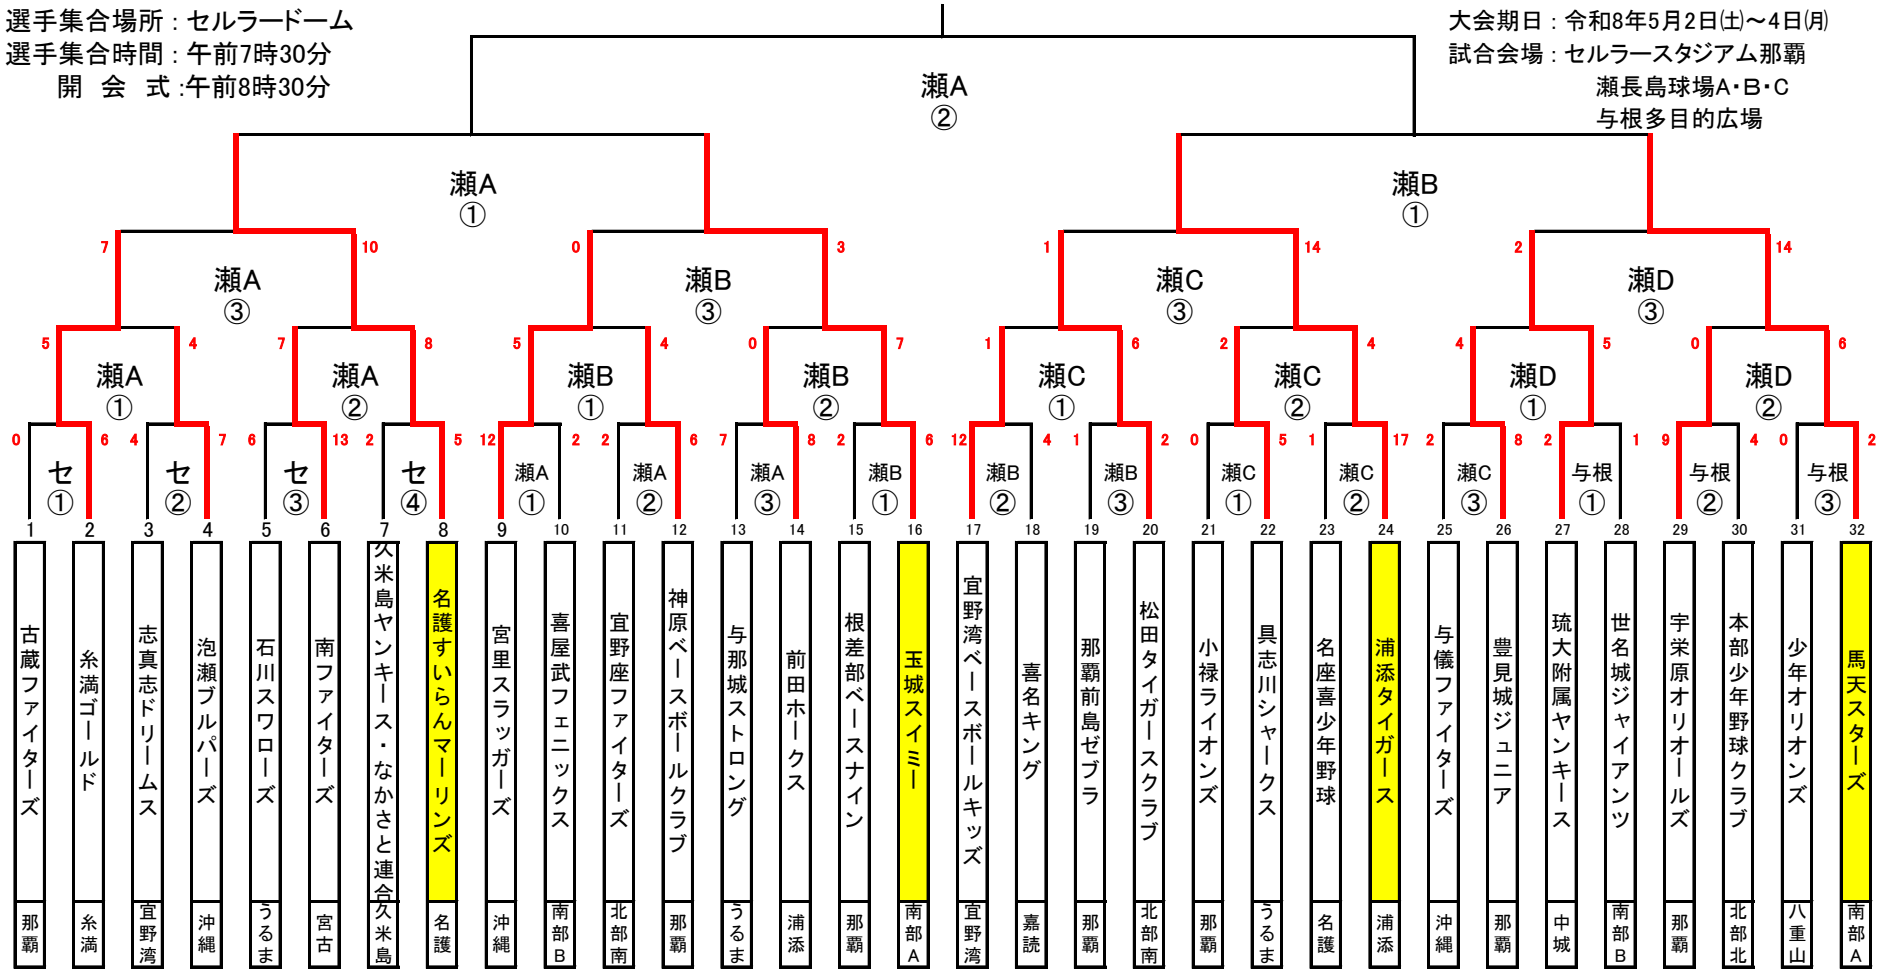 選手集合場所：セルラードーム
選手集合時間：午前7時30分
開　会　式：午前8時30分
大会期日：令和8年5月2日㈯～4日㈪
試合会場：セルラースタジアム那覇
瀬長島球場A・B・C
与根多目的広場
瀬A
②
瀬A
①
瀬B
①
7 10 0 3 1 14 2 14
瀬A 瀬B 瀬C 瀬D
③ ③ ③ ③
5 4 7 8 5 4 0 7 1 6 2 4 4 5 0 6
瀬A 瀬A 瀬B 瀬B 瀬C 瀬C 瀬D 瀬D
① ② ① ② ① ② ① ②
0 6 4 7 6 13 2 5 12 2 2 6 7 8 2 6 12 4 1 2 0 5 1 17 2 8 2 1 9 4 0 2
セ セ セ セ 瀬A 瀬A 瀬A 瀬B 瀬B 瀬B 瀬C 瀬C 瀬C 与根 与根 与根
① ② ③ ④ ① ② ③ ① ② ③ ① ② ③ ① ② ③
1 2 3 4 5 6 7 8 9 10 11 12 13 14 15 16 17 18 19 20 21 22 23 24 25 26 27 28 29 30 31 32
古蔵ファイターズ
糸満ゴールド
志真志ドリームス
泡瀬ブルパーズ
石川スワローズ
南ファイターズ
久米島ヤンキース・なかさと連合
名護すいらんマーリンズ
宮里スラッガーズ
喜屋武フェニックス
宜野座ファイターズ
神原ベースボールクラブ
与那城ストロング
前田ホークス
根差部ベースナイン
玉城スイミー
宜野湾ベースボールキッズ
喜名キング
那覇前島ゼブラ
松田タイガースクラブ
小禄ライオンズ
具志川シャークス
名座喜少年野球
浦添タイガース
与儀ファイターズ
豊見城ジュニア
琉大附属ヤンキース
世名城ジャイアンツ
宇栄原オリオールズ
本部少年野球クラブ
少年オリオンズ
馬天スターズ
那覇
糸満
宜野湾
沖縄
うるま
宮古
久米島
名護
沖縄
南部B
北部南
那覇
うるま
浦添
那覇
南部A
宜野湾
嘉読
那覇
北部南
那覇
うるま
名護
浦添
沖縄
那覇
中城
南部B
那覇
北部北
八重山
南部A